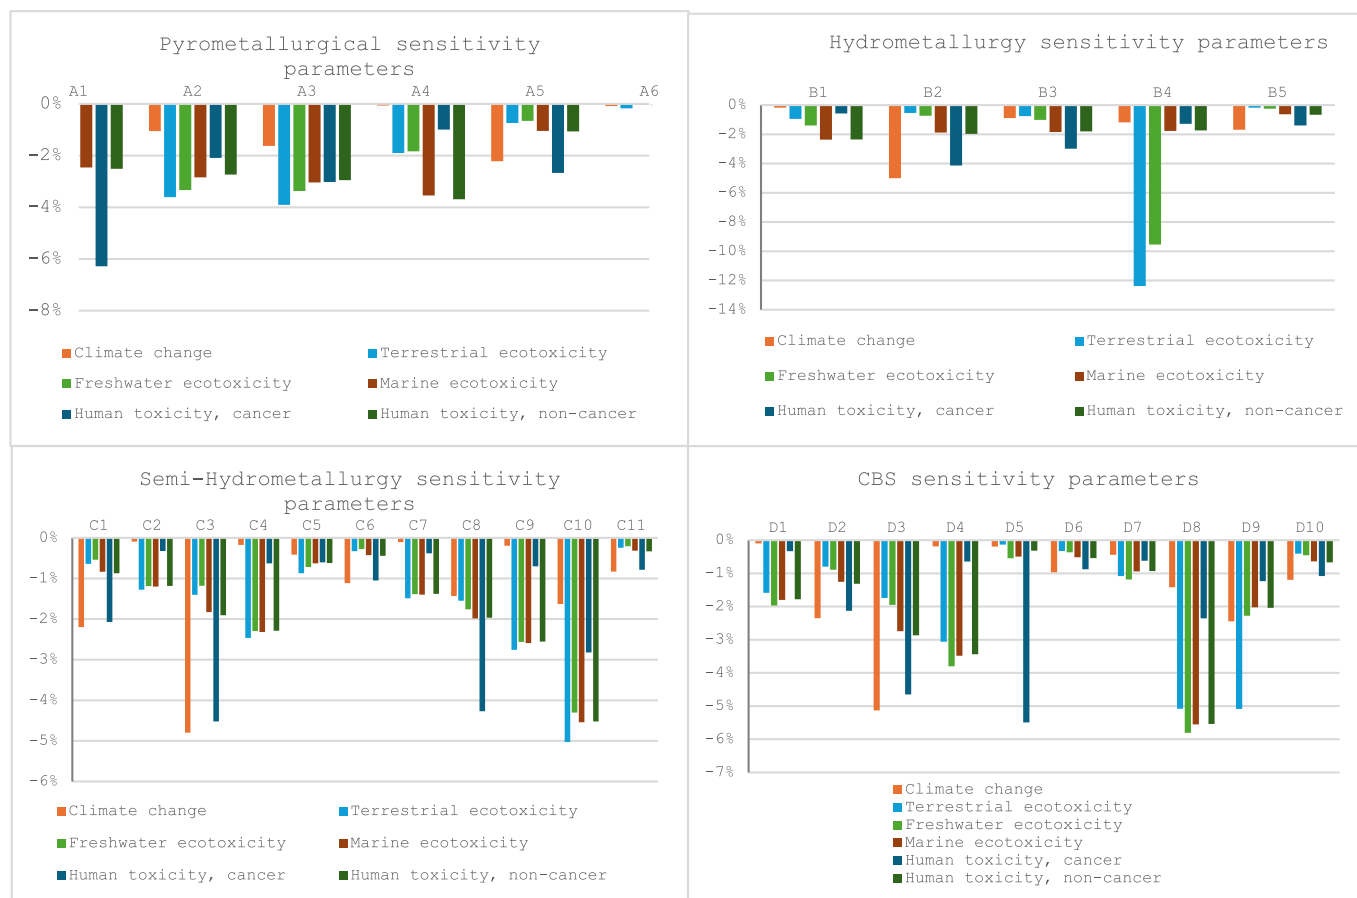 Pyrometallurgical sensitivity
parameters
A1 A2 A3 A4 A5 A6
0%
-2%
-4%
-6%
-8%
Climate change Terrestrial ecotoxicity
Freshwater ecotoxicity Marine ecotoxicity
Human toxicity, cancer Human toxicity, non-cancer
Hydrometallurgy sensitivity parameters
B1 B2 B3 B4 B5
0%
-2%
-4%
-6%
-8%
-10%
-12%
-14%
Climate change Terrestrial ecotoxicity
Freshwater ecotoxicity Marine ecotoxicity
Human toxicity, cancer Human toxicity, non-cancer
Semi-Hydrometallurgy sensitivity
parameters
C1 C2 C3 C4 C5 C6 C7 C8 C9 C10 C11
0%
-1%
-2%
-3%
-4%
-5%
-6%
Climate change Terrestrial ecotoxicity
Freshwater ecotoxicity Marine ecotoxicity
Human toxicity, cancer Human toxicity, non-cancer
CBS sensitivity parameters
D1 D2 D3 D4 D5 D6 D7 D8 D9 D10
0%
-1%
-2%
-3%
-4%
-5%
-6%
-7%
Climate change
Terrestrial ecotoxicity
Freshwater ecotoxicity
Marine ecotoxicity
Human toxicity, cancer
Human toxicity, non-cancer